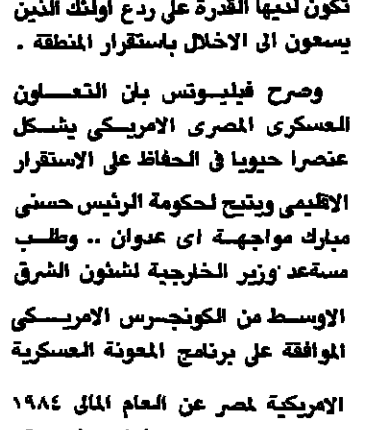 تكون لديها القدرة على ردع اولئك الذين
يسعون الى الاخلال باستقرار المنطقة .
وصرح فيليوتس بان التعاون
العسكرى المصرى الامريكى يشكل
عنصرا حيويا فى الحفاظ على الاستقرار
الاقليمى ويتيح لحكومة الرئيس حسنى
مبارك مواجهة اى عدوان .. وطلب
مساعد وزير الخارجية لشئون الشرق
الاوسط من الكونجرس الامريكى
الموافقة على برنامج المعونة العسكرية
الامريكية لمصر عن العام المالى ١٩٨٤